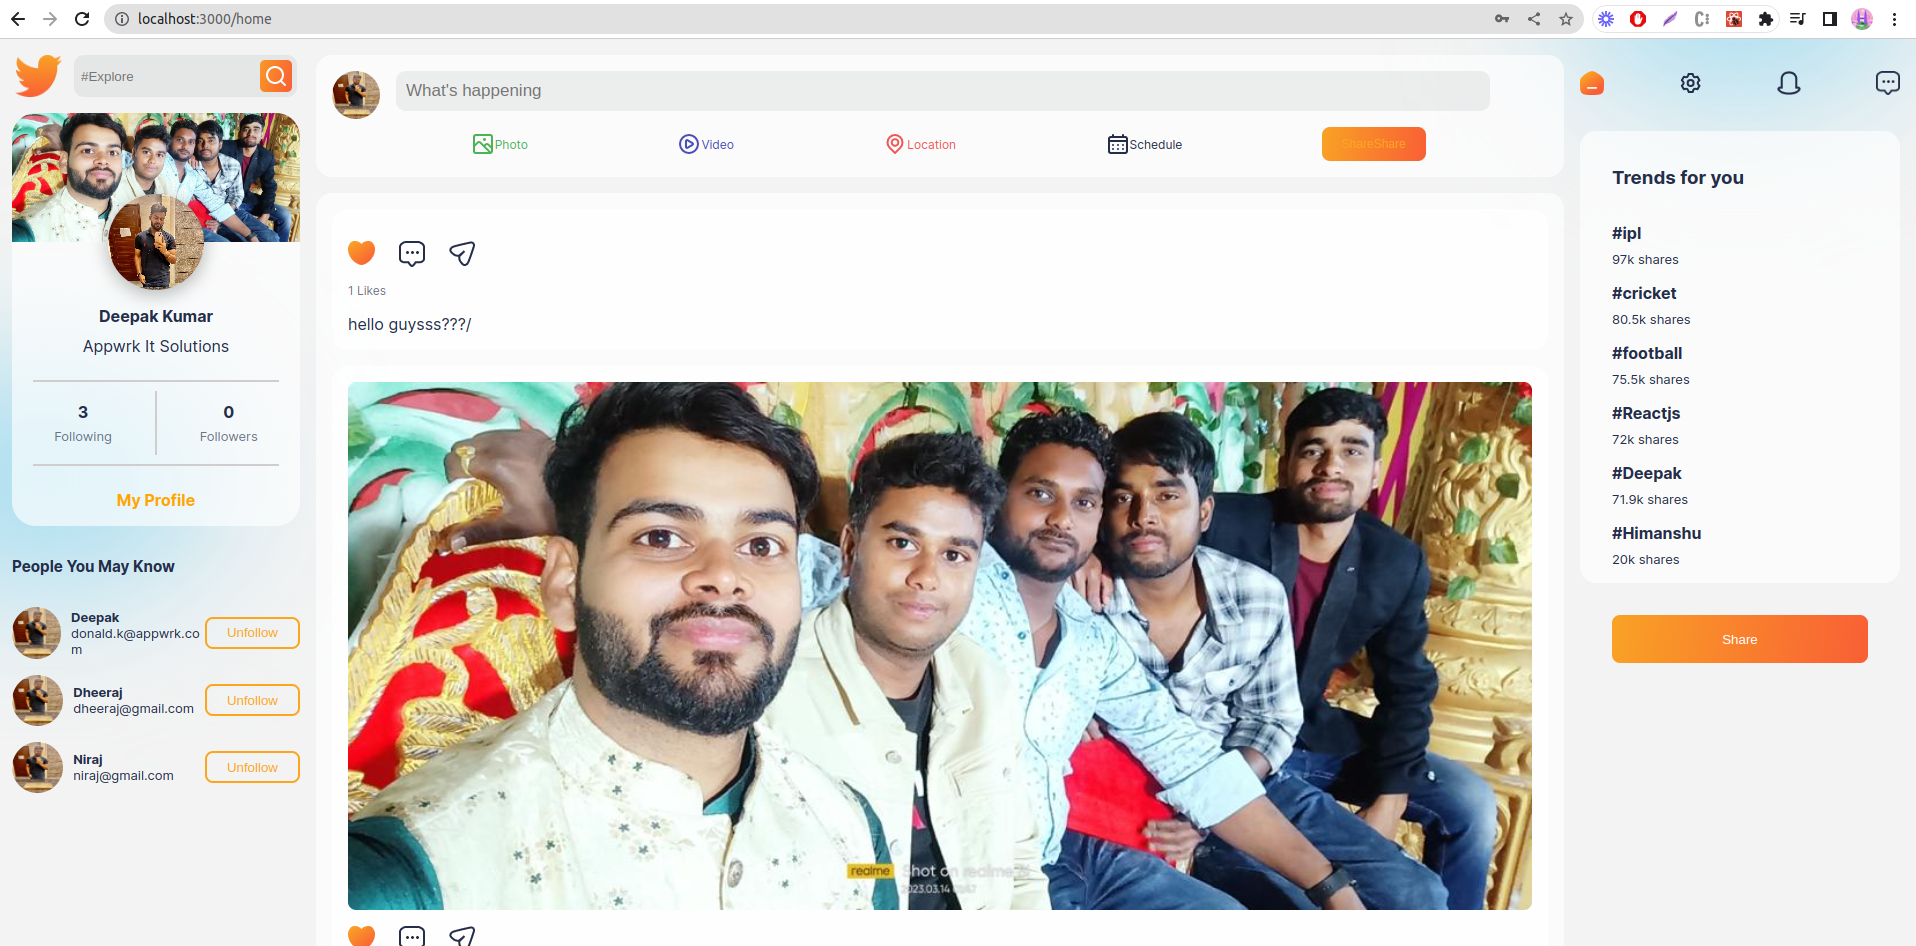 localhost:3000/home
#Explore
Deepak Kumar
Appwrk It Solutions
3
Following
0
Followers
My Profile
People You May Know
Deepak
donald.k@appwrk.co
m
Unfollow
Dheeraj
dheeraj@gmail.com
Unfollow
Niraj
niraj@gmail.com
Unfollow
What's happening
Photo
Video
Location
Schedule
ShareShare
1 Likes
hello guysss???/
realme
Shot on realme
2023.03.14
Trends for you
#ipl
97k shares
#cricket
80.5k shares
#football
75.5k shares
#Reactjs
72k shares
#Deepak
71.9k shares
#Himanshu
20k shares
Share